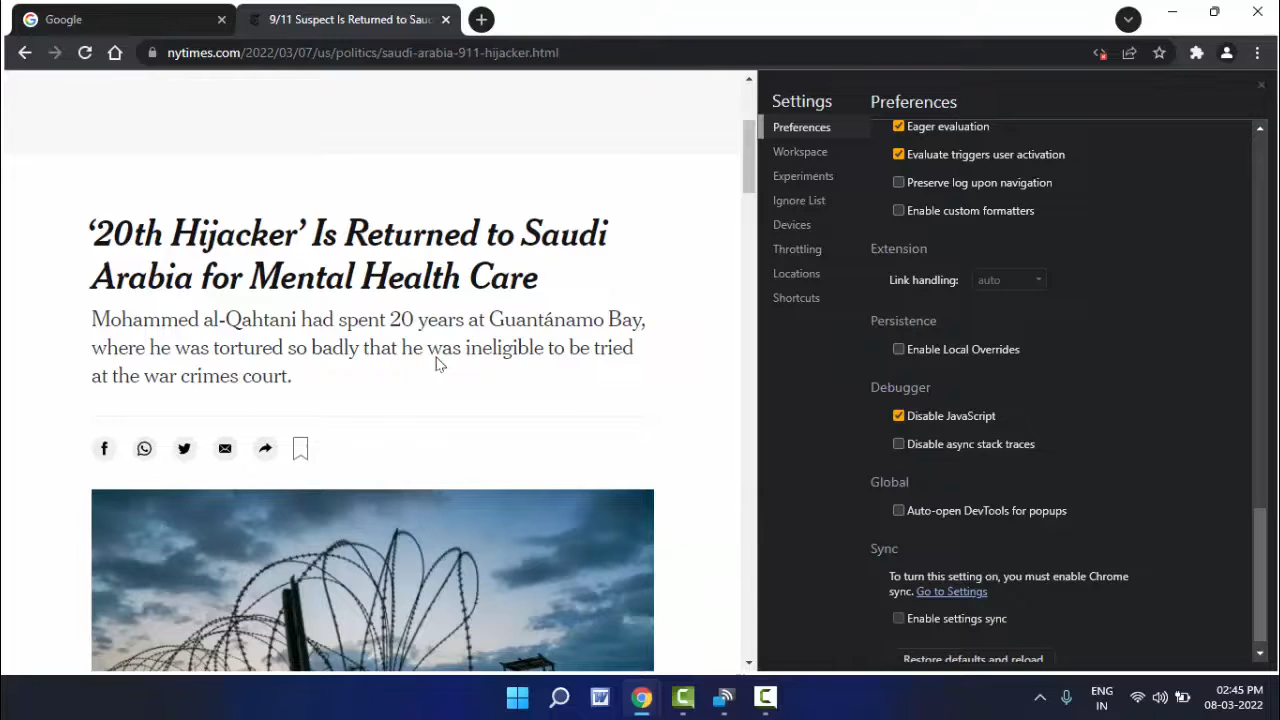 Google
9/11 Suspect Is Returned to Sauc
nytimes.com/2022/03/07/us/politics/saudi-arabia-911-hijacker.html
‘20th Hijacker’ Is Returned to Saudi
Arabia for Mental Health Care
Mohammed al-Qahtani had spent 20 years at Guantánamo Bay,
where he was tortured so badly that he was ineligible to be tried
at the war crimes court.
Settings
Preferences
Workspace
Experiments
Ignore List
Devices
Throttling
Locations
Shortcuts
Preferences
Eager evaluation
Evaluate triggers user activation
Preserve log upon navigation
Enable custom formatters
Extension
Link handling: auto
Persistence
Enable Local Overrides
Debugger
Disable JavaScript
Disable async stack traces
Global
Auto-open DevTools for popups
Sync
To turn this setting on, you must enable Chrome
sync. Go to Settings
Enable settings sync
Restore defaults and reload
ENG
IN
02:45 PM
08-03-2022